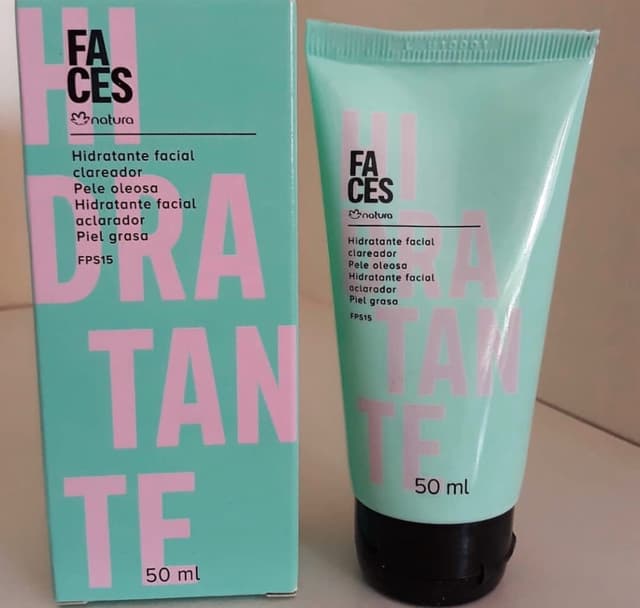 HI
DRA
TAN
TE
FA
CES
natura
Hidratante facial
clareador
Pele oleosa
Hidratante facial
aclarador
Piel grasa
FPS15
50 ml
HI
DRA
TAN
TE
FA
CES
natura
Hidratante facial
clareador
Pele oleosa
Hidratante facial
aclarador
Piel grasa
FPS15
50 ml